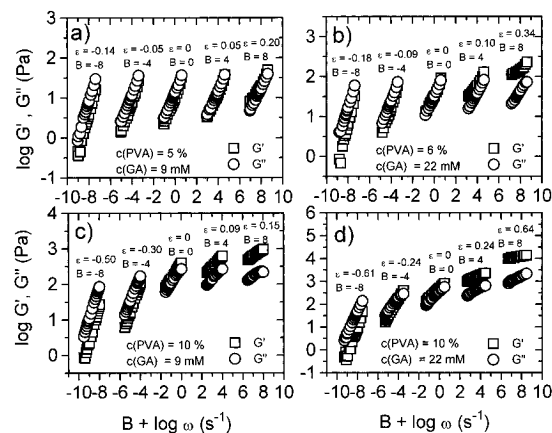 log G' , G'' (Pa)
a)
4
3
2
1
0
-1
ε = -0.14 ε = -0.05 ε = 0 ε = 0.05 ε = 0.20
B = -8 B = -4 B = 0 B = 4 B = 8
c(PVA) = 5 % G'
c(GA) = 9 mM G''
-10-8 -6 -4 -2 0 2 4 6 8 10
b)
3
2
1
0
ε = -0.18 ε = -0.09 ε = 0 ε = 0.10 ε = 0.34
B = -8 B = -4 B = 0 B = 4 B = 8
c(PVA) = 6 % G'
c(GA) = 22 mM G''
-10-8 -6 -4 -2 0 2 4 6 8 10
log G', G'' (Pa)
c)
5
4
3
2
1
0
ε = -0.50 ε = -0.30 ε = 0 ε = 0.09 ε = 0.15
B = -8 B = -4 B = 0 B = 4 B = 8
c(PVA) = 10 % G'
c(GA) = 9 mM G''
-10-8 -6 -4 -2 0 2 4 6 8 10
B + log ω (s⁻¹)
d)
6
5
4
3
2
1
0
-1
ε = -0.61 ε = -0.24 ε = 0 ε = 0.24 ε = 0.64
B = -8 B = -4 B = 0 B = 4 B = 8
c(PVA) = 10 % G'
c(GA) = 22 mM G''
-10-8 -6 -4 -2 0 2 4 6 8 10
B + log ω (s⁻¹)